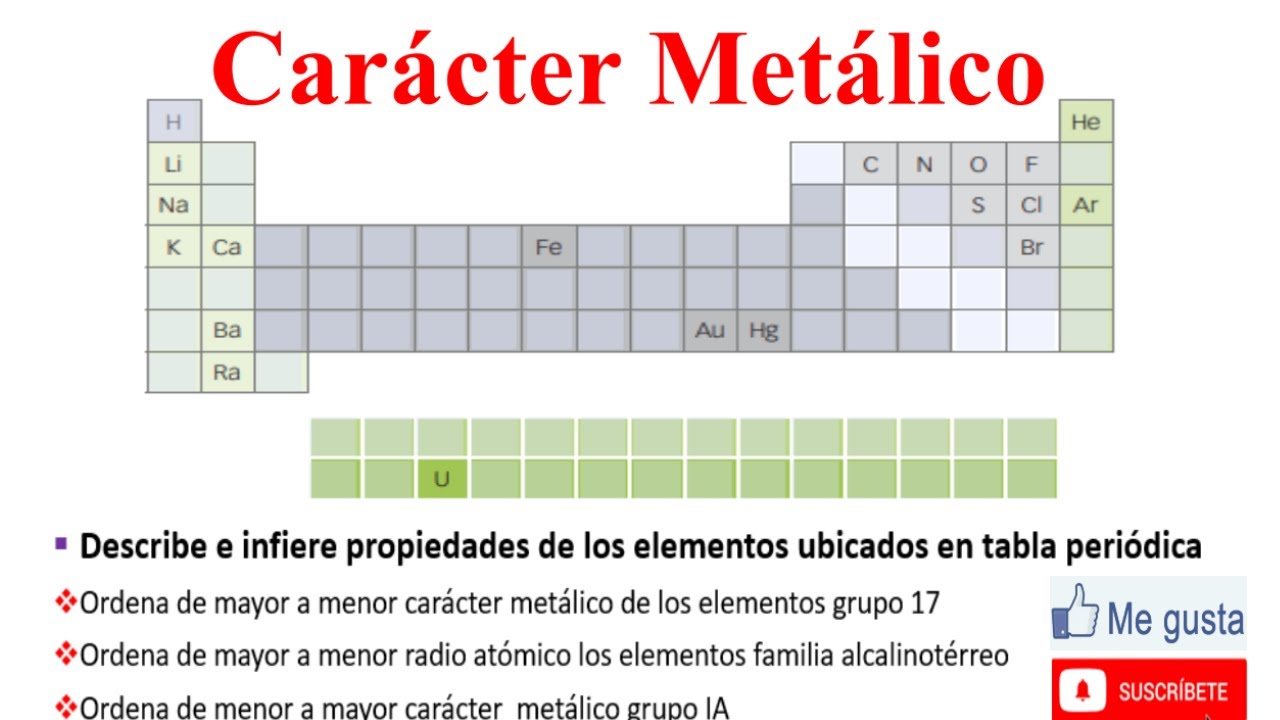 Carácter Metálico
H He
Li C N O F
Na S Cl Ar
K Ca Fe Br
Ba Au Hg
Ra
U
▪ Describe e infiere propiedades de los elementos ubicados en tabla periódica
❖Ordena de mayor a menor carácter metálico de los elementos grupo 17
Me gusta
❖Ordena de mayor a menor radio atómico los elementos familia alcalinotérreo
SUSCRÍBETE
❖Ordena de menor a mayor carácter metálico grupo IA